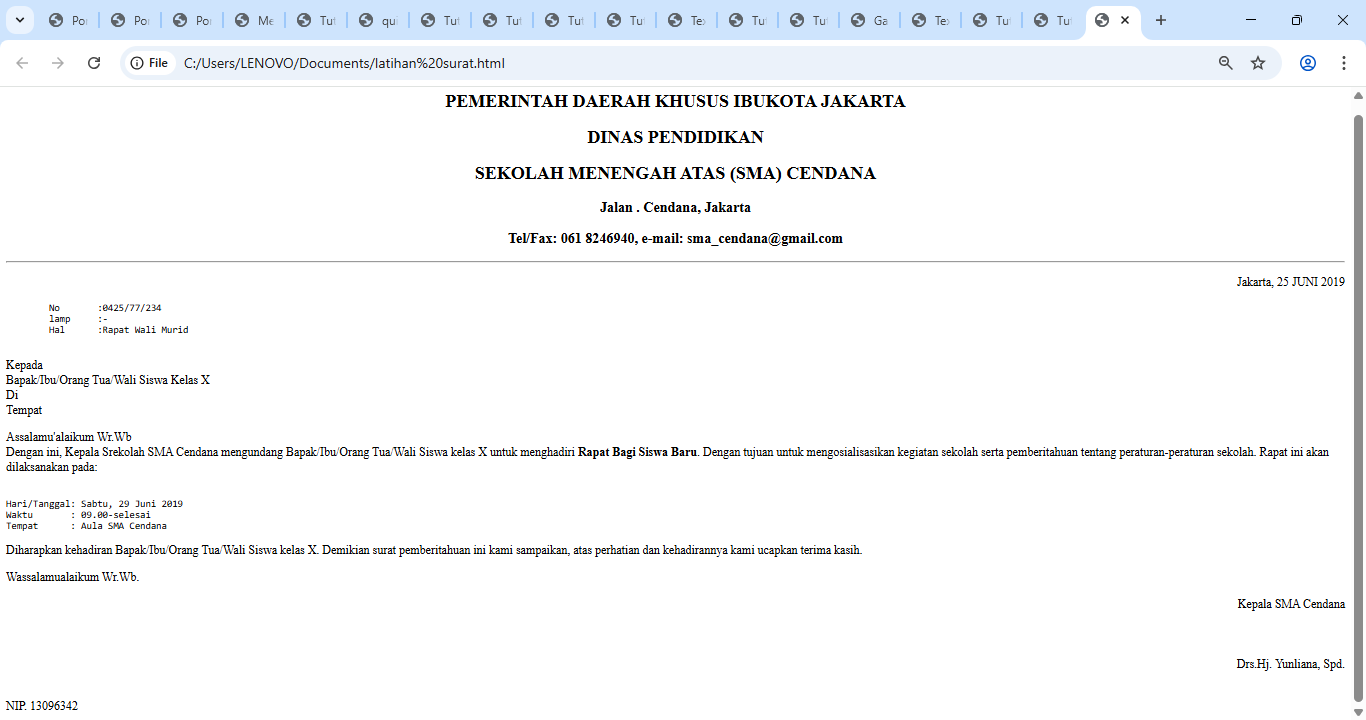 Por
Por
Por
Me
Tut
qui
Tut
Tut
Tut
Tut
Tex
Tut
Tut
Ga
Tex
Tut
Tut
File C:/Users/LENOVO/Documents/latihan%20surat.html
PEMERINTAH DAERAH KHUSUS IBUKOTA JAKARTA
DINAS PENDIDIKAN
SEKOLAH MENENGAH ATAS (SMA) CENDANA
Jalan . Cendana, Jakarta
Tel/Fax: 061 8246940, e-mail: sma_cendana@gmail.com
Jakarta, 25 JUNI 2019
No :0425/77/234
lamp :-
Hal :Rapat Wali Murid
Kepada
Bapak/Ibu/Orang Tua/Wali Siswa Kelas X
Di
Tempat
Assalamu'alaikum Wr.Wb
Dengan ini, Kepala Srekolah SMA Cendana mengundang Bapak/Ibu/Orang Tua/Wali Siswa kelas X untuk menghadiri Rapat Bagi Siswa Baru. Dengan tujuan untuk mengosialisasikan kegiatan sekolah serta pemberitahuan tentang peraturan-peraturan sekolah. Rapat ini akan
dilaksanakan pada:
Hari/Tanggal: Sabtu, 29 Juni 2019
Waktu : 09.00-selesai
Tempat : Aula SMA Cendana
Diharapkan kehadiran Bapak/Ibu/Orang Tua/Wali Siswa kelas X. Demikian surat pemberitahuan ini kami sampaikan, atas perhatian dan kehadirannya kami ucapkan terima kasih.
Wassalamualaikum Wr.Wb.
Kepala SMA Cendana
Drs.Hj. Yunliana, Spd.
NIP. 13096342